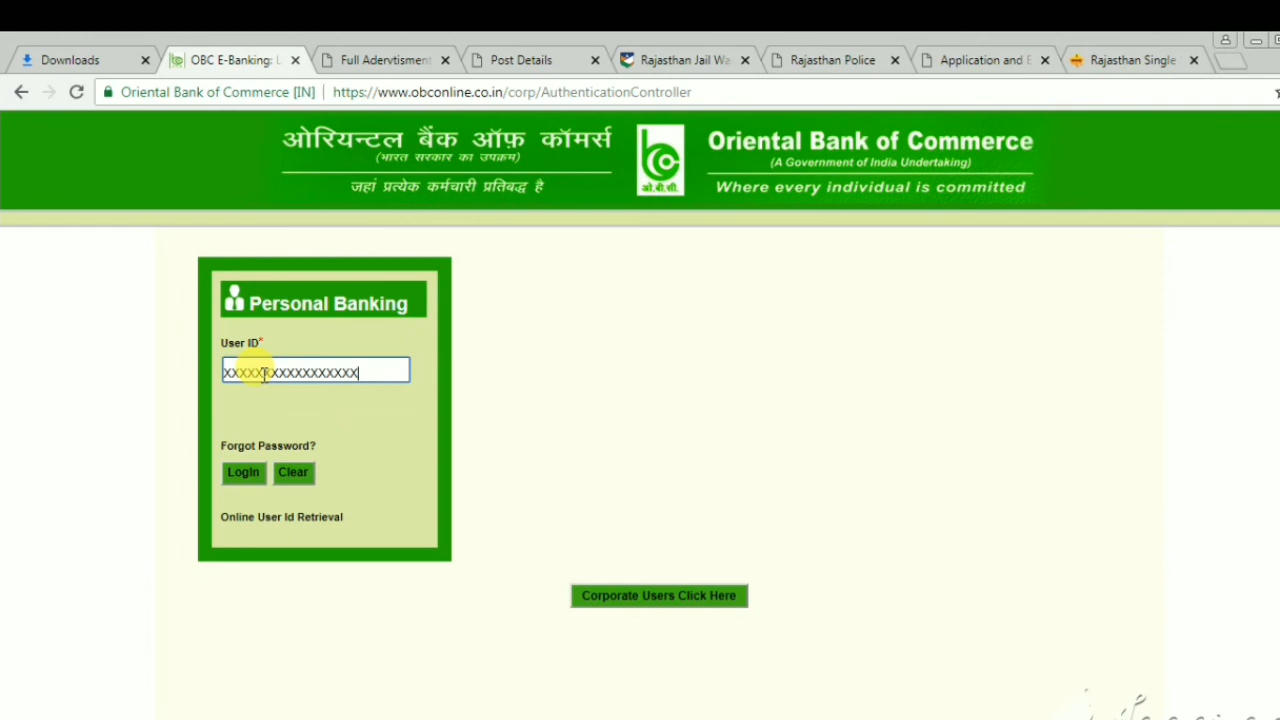 Downloads
OBC E-Banking: L
Full Adervtisment
Post Details
Rajasthan Jail Wa
Rajasthan Police
Application and E
Rajasthan Single
Oriental Bank of Commerce [IN] | https://www.obconline.co.in/corp/AuthenticationController
ओरियन्टल बैंक ऑफ़ कॉमर्स
(भारत सरकार का उपक्रम)
जहां प्रत्येक कर्मचारी प्रतिबद्ध है
ओ.बी.सी.
Oriental Bank of Commerce
(A Government of India Undertaking)
Where every individual is committed
Personal Banking
User ID*
XXXXXXXXXXXXXXXXX
Forgot Password?
Login Clear
Online User Id Retrieval
Corporate Users Click Here